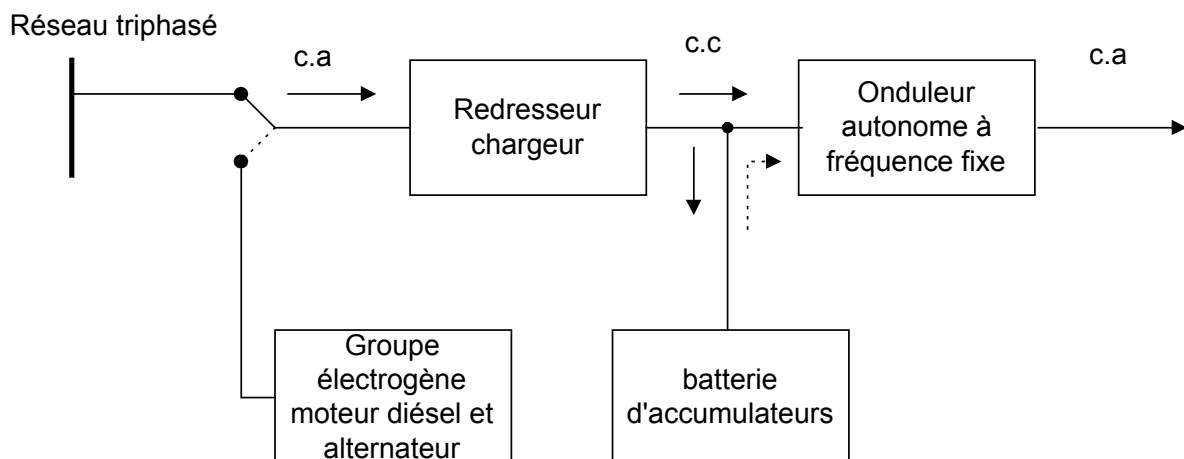 Réseau triphasé
c.a
c.c
c.a
Redresseur
chargeur
Onduleur
autonome à
fréquence fixe
Groupe
électrogène
moteur diésel et
alternateur
batterie
d'accumulateurs